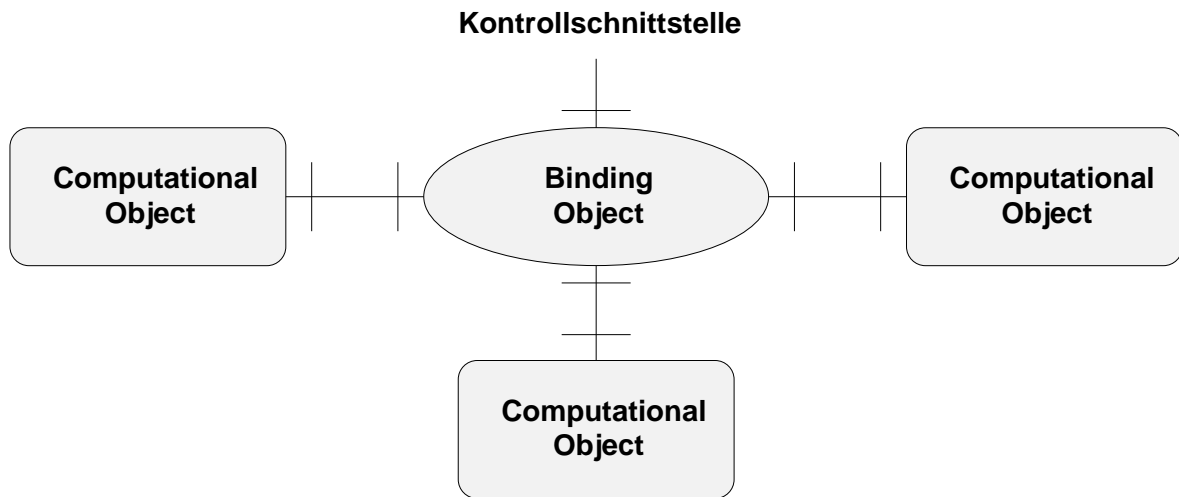 Kontrollschnittstelle
Computational
Object
Binding
Object
Computational
Object
Computational
Object